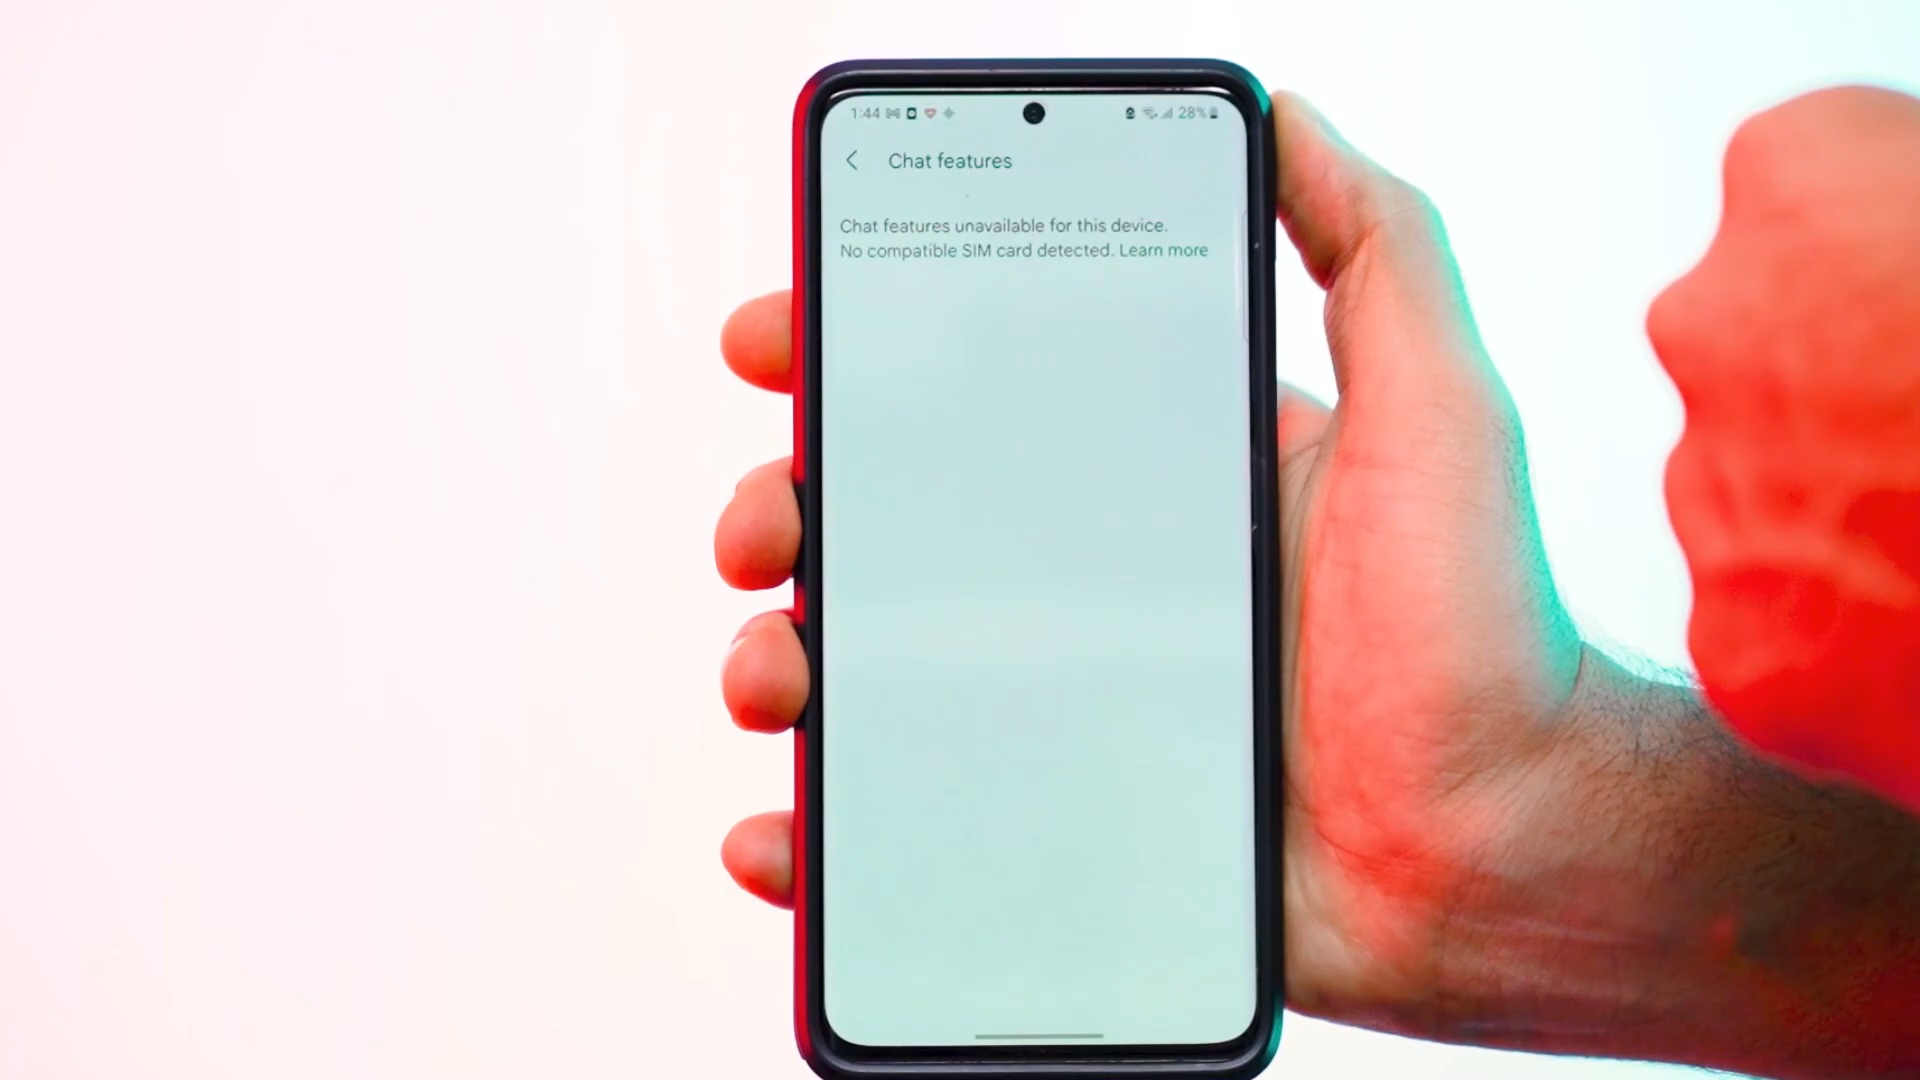 1:44
28%
Chat features
Chat features unavailable for this device.
No compatible SIM card detected. Learn more